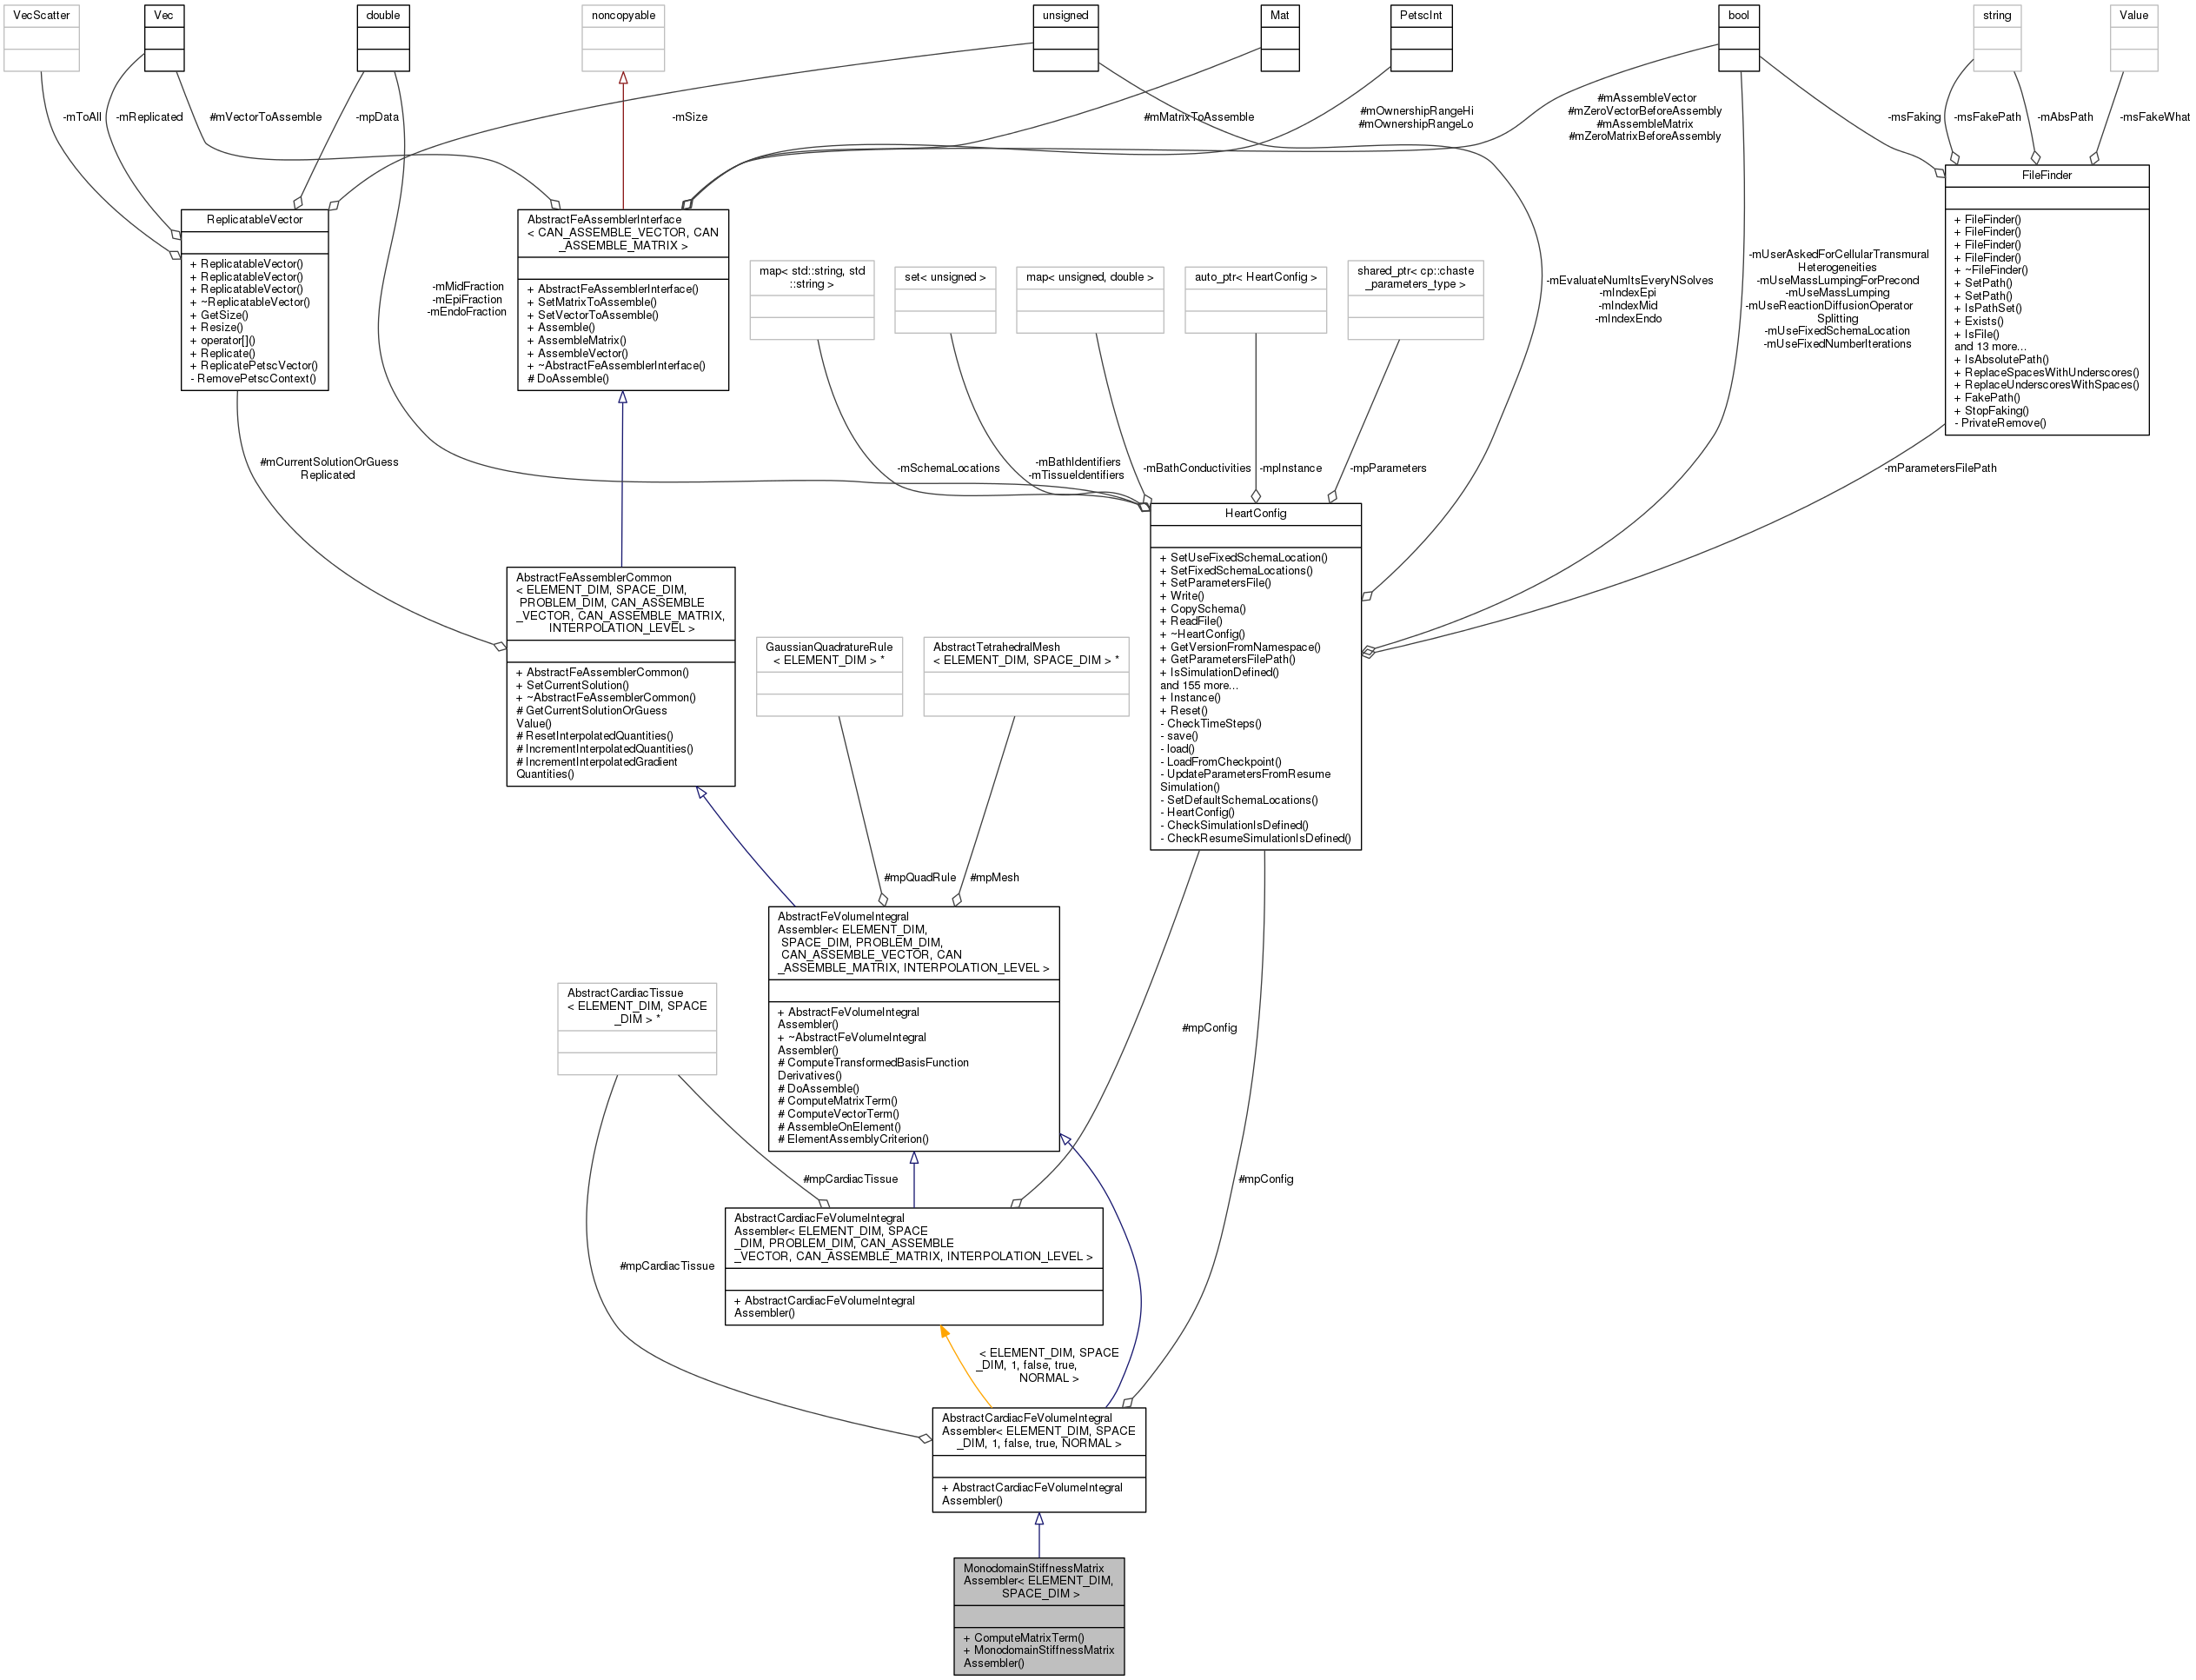 VecScatter
Vec
double
noncopyable
unsigned
Mat
PetscInt
bool
string
Value
-mToAll
-mReplicated
#mVectorToAssemble
-mpData
-mSize
#mMatrixToAssemble
#mOwnershipRangeHi
#mOwnershipRangeLo
#mAssembleVector
#mZeroVectorBeforeAssembly
#mAssembleMatrix
#mZeroMatrixBeforeAssembly
-msFaking
-msFakePath
-mAbsPath
-msFakeWhat
ReplicatableVector
+ ReplicatableVector()
+ ReplicatableVector()
+ ReplicatableVector()
+ ~ReplicatableVector()
+ GetSize()
+ Resize()
+ operator[]()
+ Replicate()
+ ReplicatePetscVector()
- RemovePetscContext()
-mMidFraction
-mEpiFraction
-mEndoFraction
AbstractFeAssemblerInterface
< CAN_ASSEMBLE_VECTOR, CAN
_ASSEMBLE_MATRIX >
+ AbstractFeAssemblerInterface()
+ SetMatrixToAssemble()
+ SetVectorToAssemble()
+ Assemble()
+ AssembleMatrix()
+ AssembleVector()
+ ~AbstractFeAssemblerInterface()
# DoAssemble()
map< std::string, std
::string >
set< unsigned >
map< unsigned, double >
auto_ptr< HeartConfig >
shared_ptr< cp::chaste
_parameters_type >
-mEvaluateNumItsEveryNSolves
-mIndexEpi
-mIndexMid
-mIndexEndo
-mUserAskedForCellularTransmural
Heterogeneities
-mUseMassLumpingForPrecond
-mUseMassLumping
-mUseReactionDiffusionOperator
Splitting
-mUseFixedSchemaLocation
-mUseFixedNumberIterations
FileFinder
+ FileFinder()
+ FileFinder()
+ FileFinder()
+ FileFinder()
+ ~FileFinder()
+ SetPath()
+ SetPath()
+ IsPathSet()
+ Exists()
+ IsFile()
and 13 more...
+ IsAbsolutePath()
+ ReplaceSpacesWithUnderscores()
+ ReplaceUnderscoresWithSpaces()
+ FakePath()
+ StopFaking()
- PrivateRemove()
#mCurrentSolutionOrGuess
Replicated
-mSchemaLocations
-mBathIdentifiers
-mTissueIdentifiers
-mBathConductivities
-mpInstance
-mpParameters
-mParametersFilePath
HeartConfig
+ SetUseFixedSchemaLocation()
+ SetFixedSchemaLocations()
+ SetParametersFile()
+ Write()
+ CopySchema()
+ ReadFile()
+ ~HeartConfig()
+ GetVersionFromNamespace()
+ GetParametersFilePath()
+ IsSimulationDefined()
and 155 more...
+ Instance()
+ Reset()
- CheckTimeSteps()
- save()
- load()
- LoadFromCheckpoint()
- UpdateParametersFromResume
Simulation()
- SetDefaultSchemaLocations()
- HeartConfig()
- CheckSimulationIsDefined()
- CheckResumeSimulationIsDefined()
AbstractFeAssemblerCommon
< ELEMENT_DIM, SPACE_DIM,
PROBLEM_DIM, CAN_ASSEMBLE
_VECTOR, CAN_ASSEMBLE_MATRIX,
INTERPOLATION_LEVEL >
+ AbstractFeAssemblerCommon()
+ SetCurrentSolution()
+ ~AbstractFeAssemblerCommon()
# GetCurrentSolutionOrGuess
Value()
# ResetInterpolatedQuantities()
# IncrementInterpolatedQuantities()
# IncrementInterpolatedGradient
Quantities()
GaussianQuadratureRule
< ELEMENT_DIM > *
AbstractTetrahedralMesh
< ELEMENT_DIM, SPACE_DIM > *
#mpQuadRule
#mpMesh
AbstractFeVolumeIntegral
Assembler< ELEMENT_DIM,
SPACE_DIM, PROBLEM_DIM,
CAN_ASSEMBLE_VECTOR, CAN
_ASSEMBLE_MATRIX, INTERPOLATION_LEVEL >
+ AbstractFeVolumeIntegral
Assembler()
+ ~AbstractFeVolumeIntegral
Assembler()
# ComputeTransformedBasisFunction
Derivatives()
# DoAssemble()
# ComputeMatrixTerm()
# ComputeVectorTerm()
# AssembleOnElement()
# ElementAssemblyCriterion()
AbstractCardiacTissue
< ELEMENT_DIM, SPACE
_DIM > *
#mpConfig
#mpCardiacTissue
#mpConfig
AbstractCardiacFeVolumeIntegral
Assembler< ELEMENT_DIM, SPACE
_DIM, PROBLEM_DIM, CAN_ASSEMBLE
_VECTOR, CAN_ASSEMBLE_MATRIX, INTERPOLATION_LEVEL >
+ AbstractCardiacFeVolumeIntegral
Assembler()
#mpCardiacTissue
< ELEMENT_DIM, SPACE
_DIM, 1, false, true,
NORMAL >
AbstractCardiacFeVolumeIntegral
Assembler< ELEMENT_DIM, SPACE
_DIM, 1, false, true, NORMAL >
+ AbstractCardiacFeVolumeIntegral
Assembler()
MonodomainStiffnessMatrix
Assembler< ELEMENT_DIM,
SPACE_DIM >
+ ComputeMatrixTerm()
+ MonodomainStiffnessMatrix
Assembler()